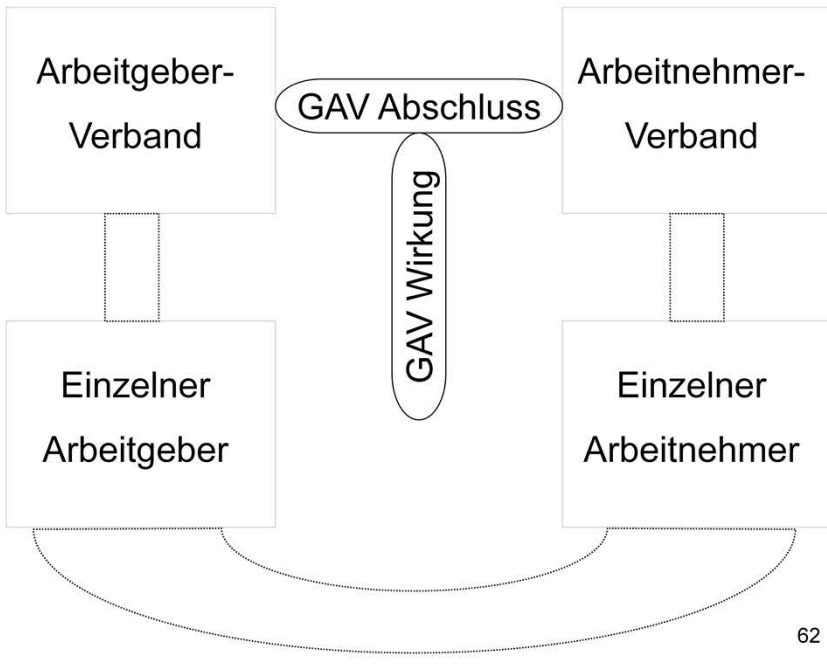 Arbeitgeber-
Verband
GAV Abschluss
Arbeitnehmer-
Verband
GAV Wirkung
Einzelner
Arbeitgeber
Einzelner
Arbeitnehmer
62